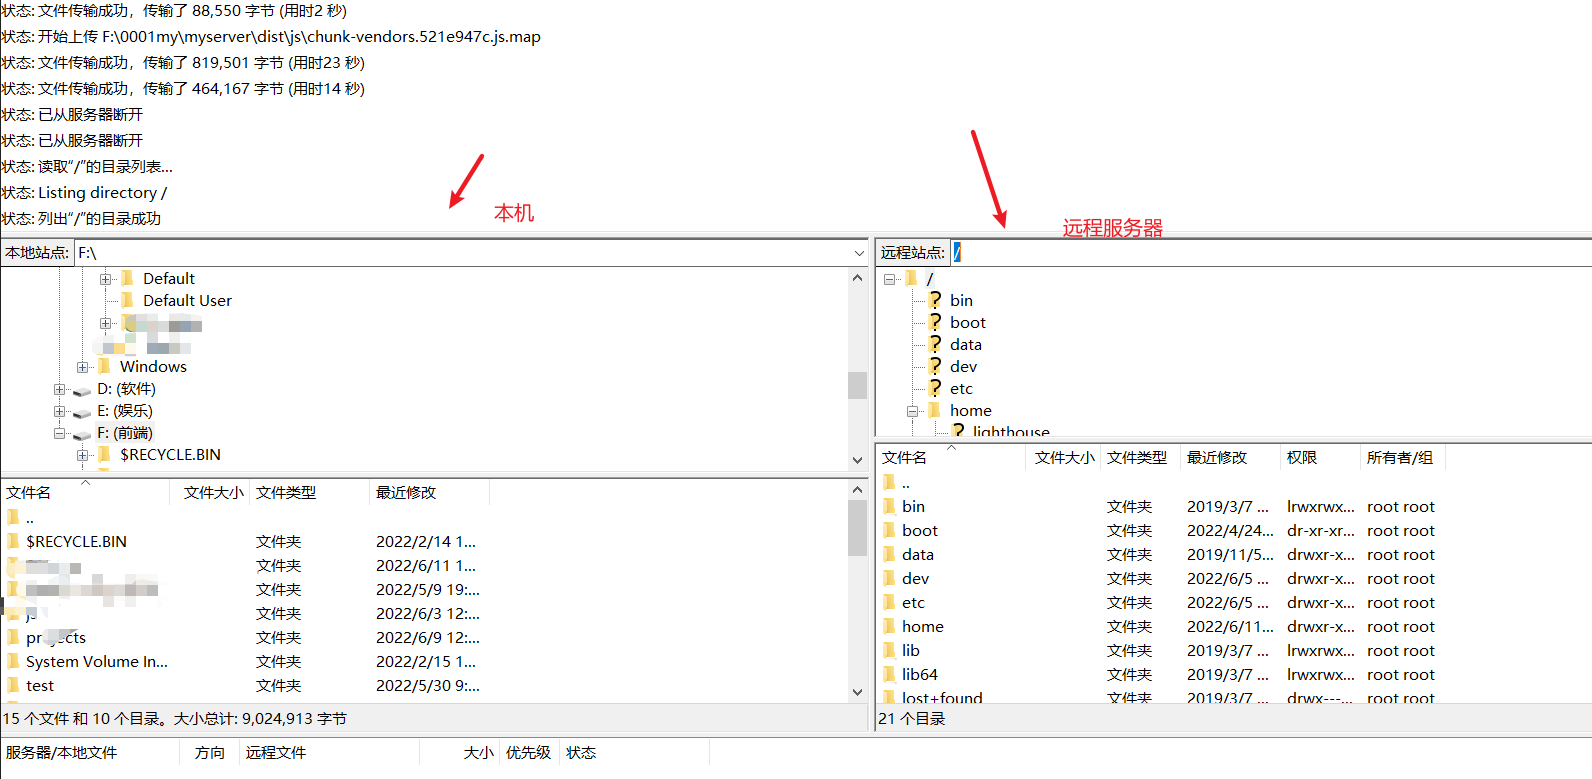 状态: 文件传输成功，传输了 88,550 字节 (用时2 秒)
状态: 开始上传 F:\0001my\myserver\dist\js\chunk-vendors.521e947c.js.map
状态: 文件传输成功，传输了 819,501 字节 (用时23 秒)
状态: 文件传输成功，传输了 464,167 字节 (用时14 秒)
状态: 已从服务器断开
状态: 已从服务器断开
状态: 读取“/”的目录列表...
状态: Listing directory /
状态: 列出“/”的目录成功
本机
远程服务器
本地站点: F:\
Default
Default User
Windows
D: (软件)
E: (娱乐)
F: (前端)
$RECYCLE.BIN
文件名 文件大小 文件类型 最近修改
..
$RECYCLE.BIN 文件夹 2022/2/14 1...
文件夹 2022/6/11 1...
文件夹 2022/5/9 19:...
文件夹 2022/6/3 12:...
projects 文件夹 2022/6/9 12:...
System Volume In... 文件夹 2022/2/15 1...
test 文件夹 2022/5/30 9:...
15 个文件 和 10 个目录。大小总计: 9,024,913 字节
远程站点: /
/
bin
boot
data
dev
etc
home
lighthouse
文件名 文件大小 文件类型 最近修改 权限 所有者/组
..
bin 文件夹 2019/3/7 ... lrwxrwx... root root
boot 文件夹 2022/4/24... dr-xr-xr... root root
data 文件夹 2019/11/5... drwxr-x... root root
dev 文件夹 2022/6/5 ... drwxr-x... root root
etc 文件夹 2022/6/5 ... drwxr-x... root root
home 文件夹 2022/6/11... drwxr-x... root root
lib 文件夹 2019/3/7 ... lrwxrwx... root root
lib64 文件夹 2019/3/7 ... lrwxrwx... root root
lost+found 文件夹 2019/3/7 ... drwx---... root root
21 个目录
服务器/本地文件 方向 远程文件 大小 优先级 状态